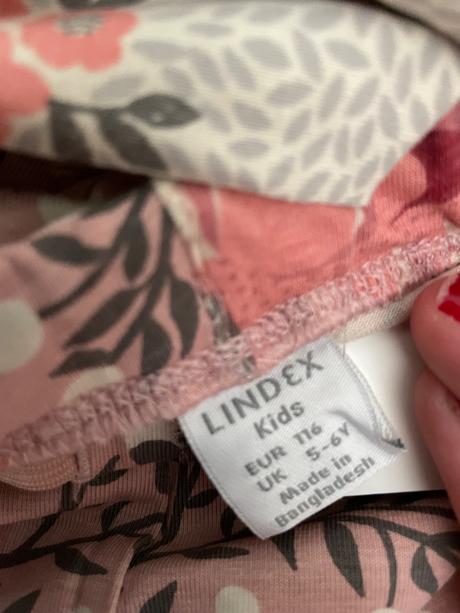 LINDEX
Kids
EUR 116
UK 5-6Y
Made in
Bangladesh